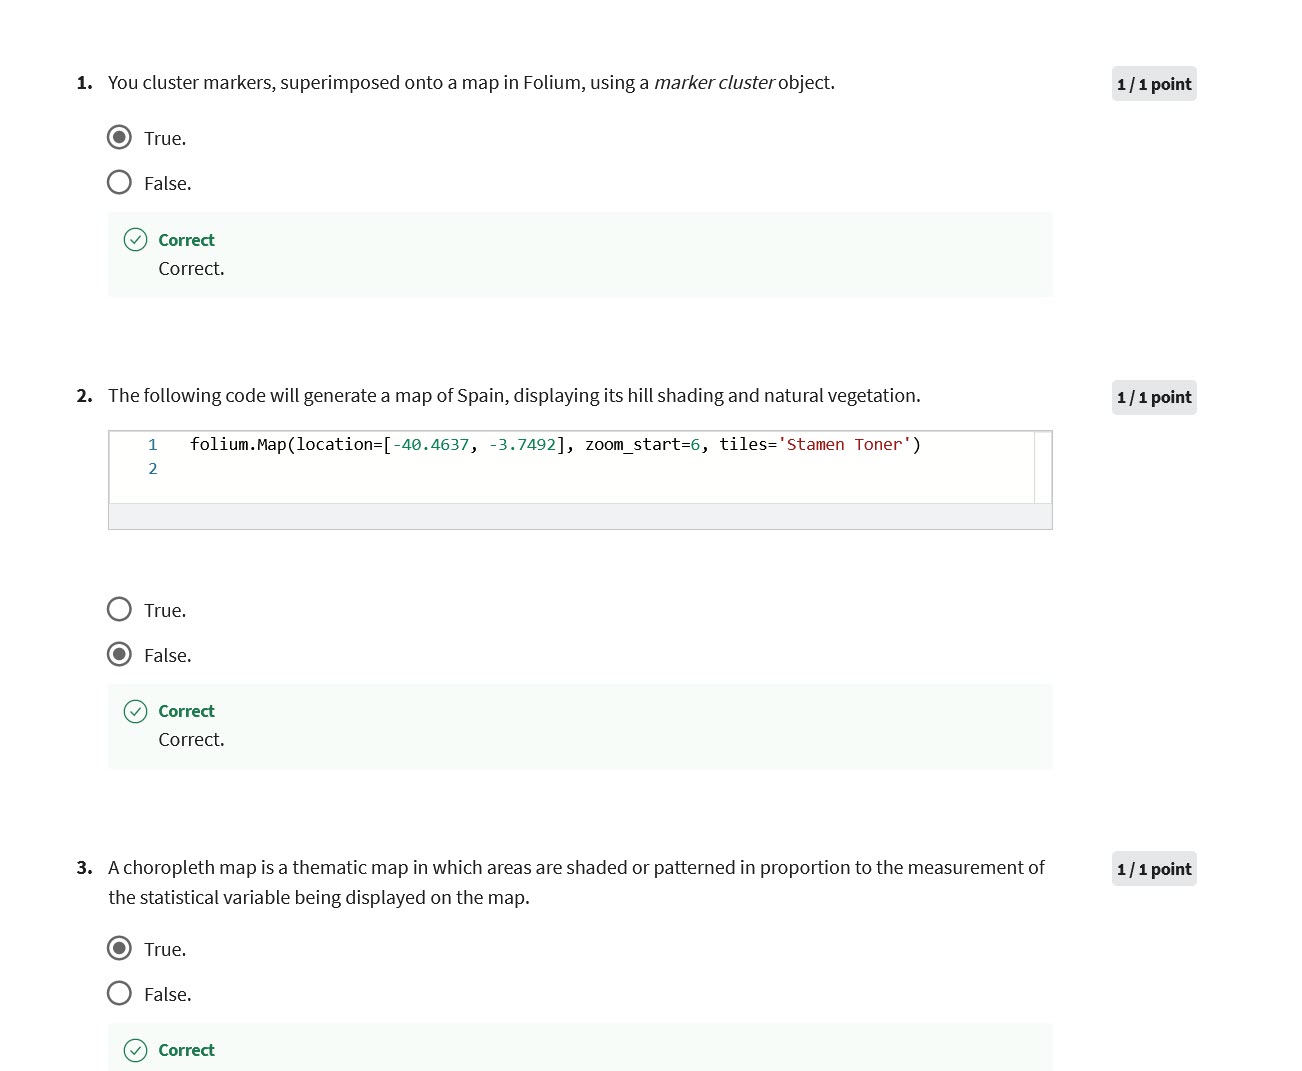 1. You cluster markers, superimposed onto a map in Folium, using a marker cluster object.
1 / 1 point
True.
False.
Correct
Correct.
2. The following code will generate a map of Spain, displaying its hill shading and natural vegetation.
1 / 1 point
1 folium.Map(location=[-40.4637, -3.7492], zoom_start=6, tiles='Stamen Toner')
2
True.
False.
Correct
Correct.
3. A choropleth map is a thematic map in which areas are shaded or patterned in proportion to the measurement of
1 / 1 point
the statistical variable being displayed on the map.
True.
False.
Correct